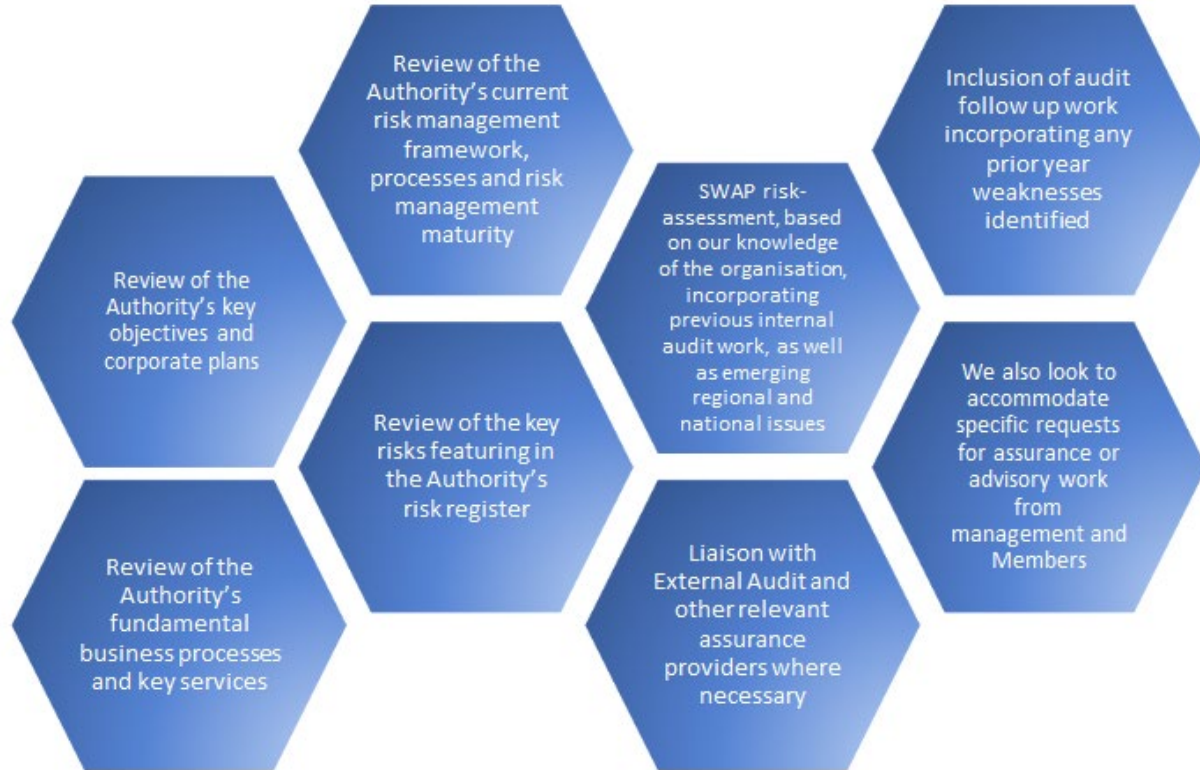 Review of the
Authority's current
risk management
framework,
processes and risk
management
maturity
Inclusion of audit
follow up work
incorporating any
prior year
weaknesses
identified
SWAP risk-
assessment, based
on our knowledge
of the organisation,
incorporating
previous internal
audit work, as well
as emerging
regional and
national issues
Review of the
Authority's key
objectives and
corporate plans
Review of the key
risks featuring in
the Authority's
risk register
We also look to
accommodate
specific requests
for assurance or
advisory work
from
management and
Members
Review of the
Authority's
fundamental
business processes
and key services
Liaison with
External Audit and
other relevant
assurance
providers where
necessary